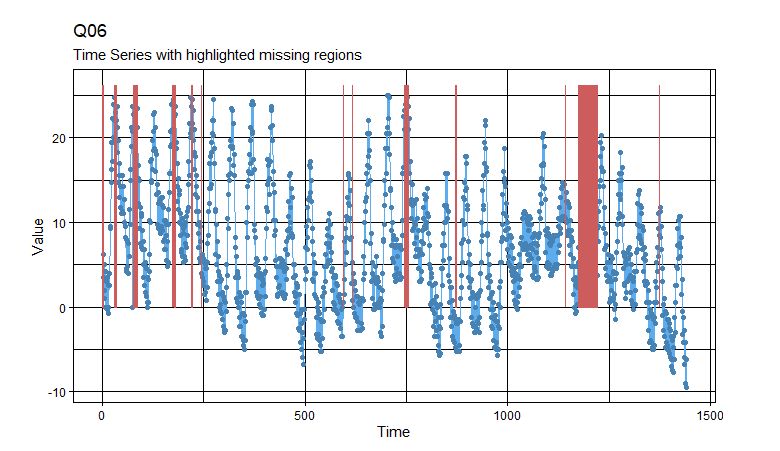 Q06
Time Series with highlighted missing regions
Value
20
10
0
-10
0 500 1000 1500
Time